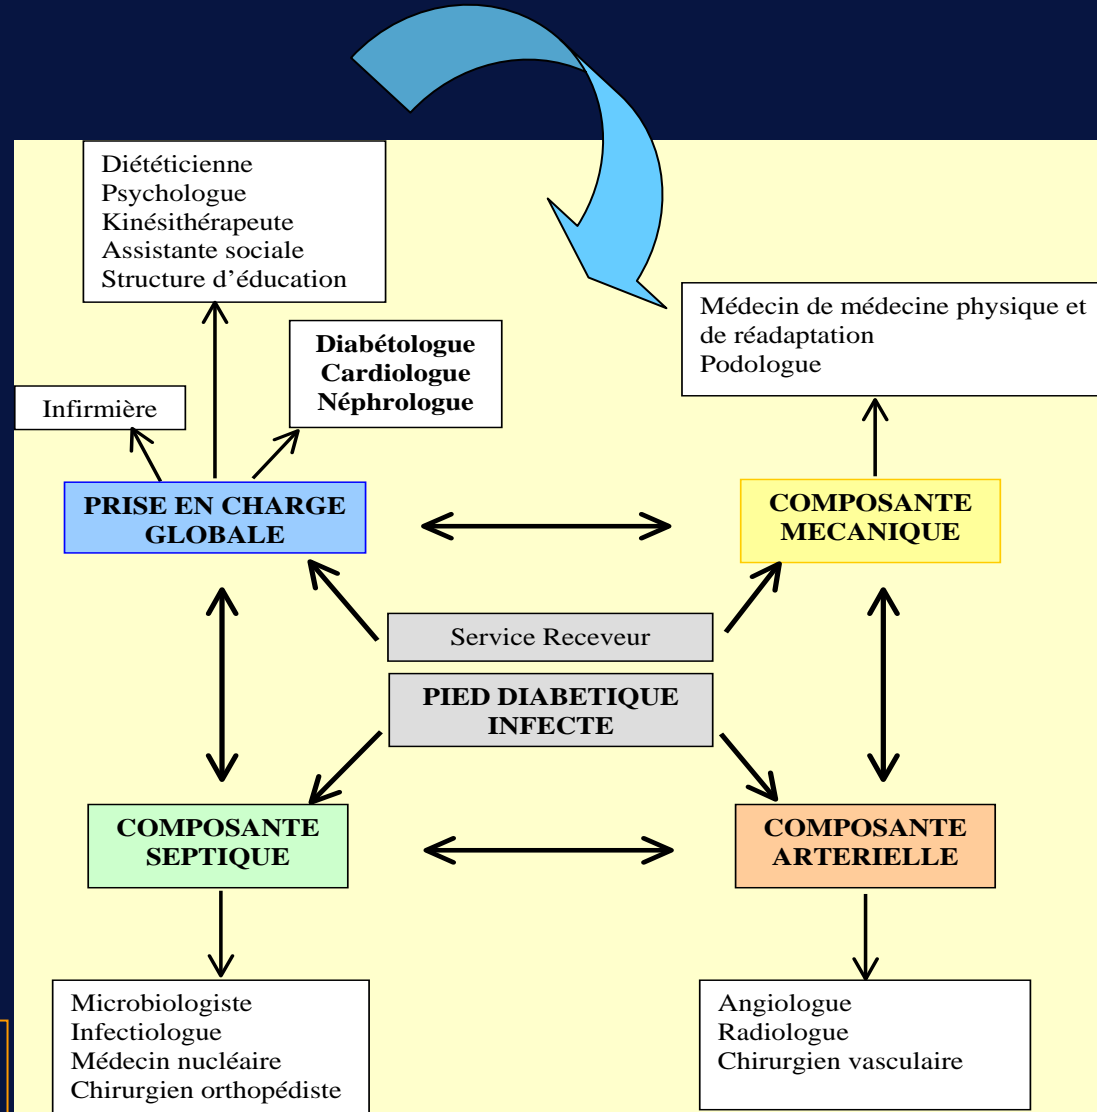 Diététicienne
Psychologue
Kinésithérapeute
Assistante sociale
Structure d'éducation
Médecin de médecine physique et
de réadaptation
Podologue
Diabétologue
Cardiologue
Néphrologue
Infirmière
PRISE EN CHARGE
GLOBALE
COMPOSANTE
MECANIQUE
Service Receveur
PIED DIABETIQUE
INFECTE
COMPOSANTE
SEPTIQUE
COMPOSANTE
ARTERIELLE
Microbiologiste
Infectiologue
Médecin nucléaire
Chirurgien orthopédiste
Angiologue
Radiologue
Chirurgien vasculaire